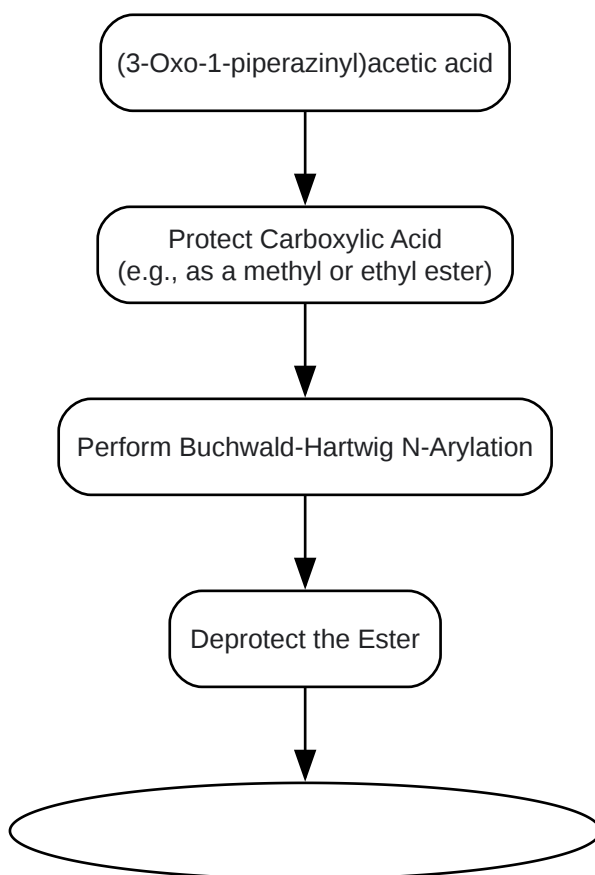 (3-Oxo-1-piperazinyl)acetic acid
Protect Carboxylic Acid
(e.g., as a methyl or ethyl ester)
Perform Buchwald-Hartwig N-Arylation
Deprotect the Ester